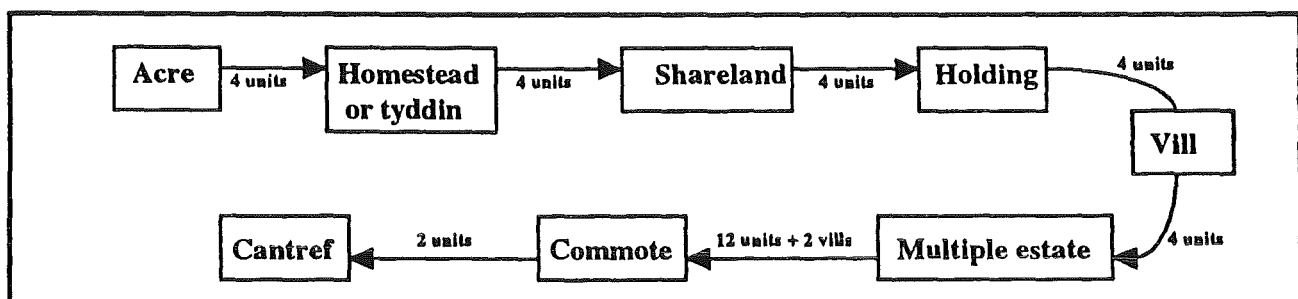 Acre
4 units
Homestead
or tyddin
4 units
Shareland
4 units
Holding
4 units
Vill
4 units
Multiple estate
12 units + 2 vills
Commote
2 units
Cantref